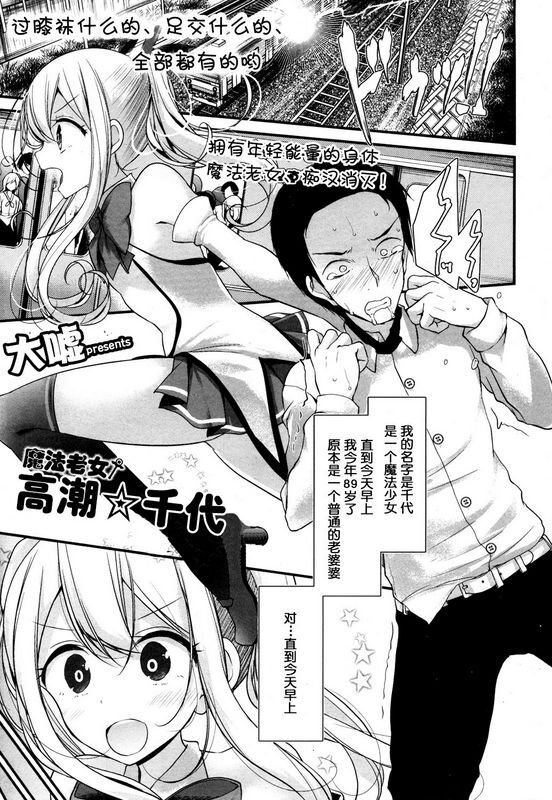 过膝袜什么的、足交什么的、
全部都有的哟
拥有年轻能量的身体
魔法老女要痴汉消灭！
大嘘
presents
魔法老女
高潮☆千代
我的名字是千代
是一个魔法少女
直到今天早上
我今年89岁了
原本是一个普通的老婆婆
对…直到今天早上